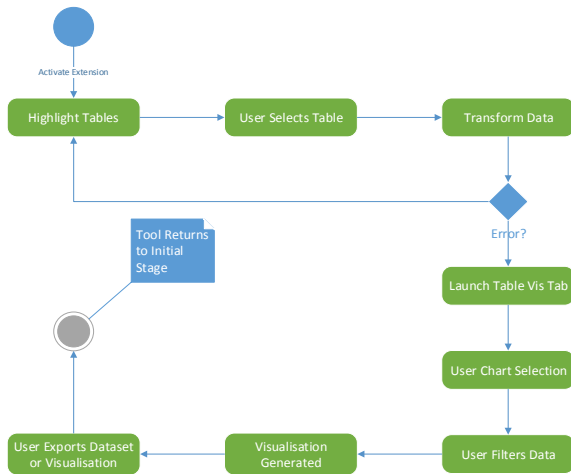 Activate Extension
Highlight Tables
User Selects Table
Transform Data
Error?
Tool Returns
to Initial
Stage
Launch Table Vis Tab
User Chart Selection
User Filters Data
Visualisation
Generated
User Exports Dataset
or Visualisation